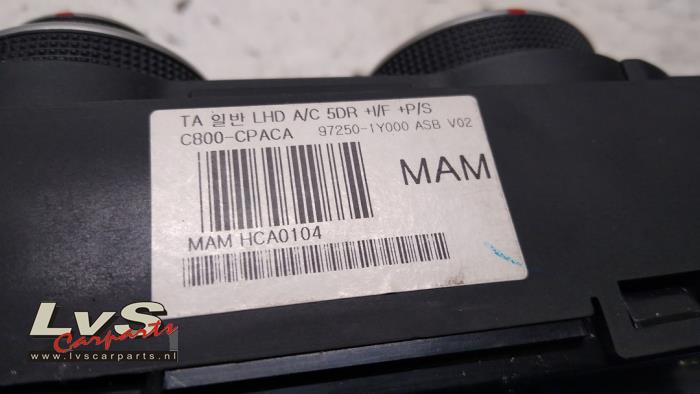 TA 일반 LHD A/C 5DR +I/F +P/S
C800-CPACA 97250-1Y000 ASB V02
MAM
MAM HCA0104
LvS
Carparts
www.lvscarparts.nl